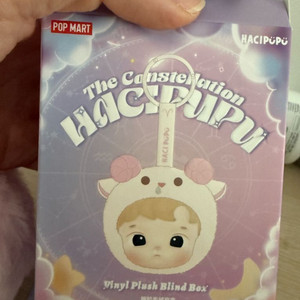 POP MART
HACIPUPU
The Constellation
HACIPUPU
HACIPUPU
Vinyl Plush Blind Box